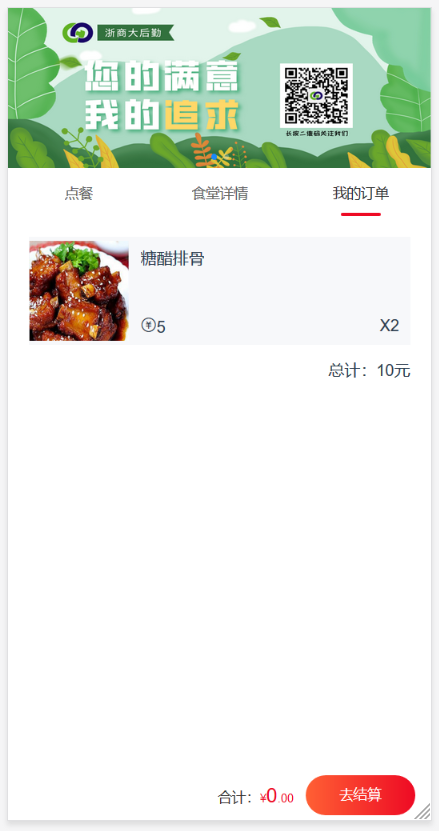 浙商大后勤
您的满意
我的追求
长按二维码关注我们
点餐
食堂详情
我的订单
糖醋排骨
¥5
X2
总计：10元
合计：¥0.00
去结算